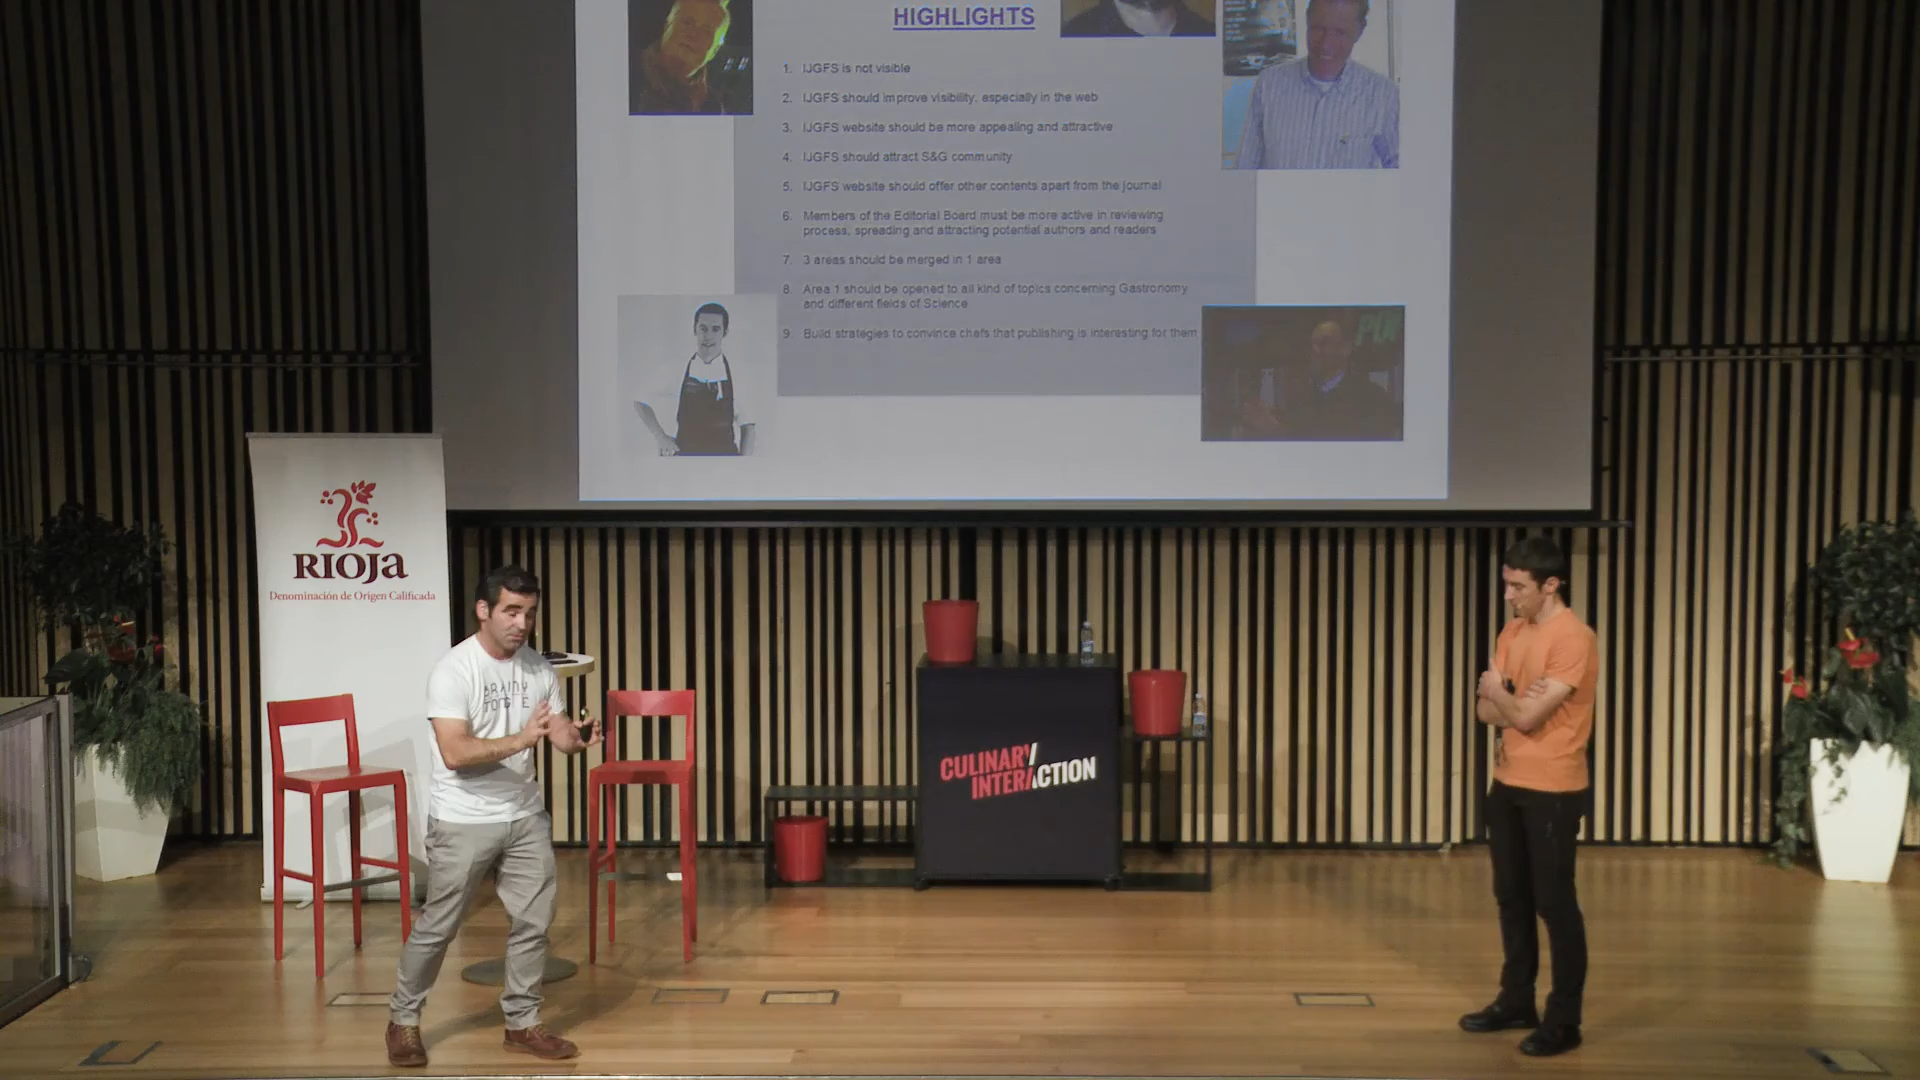 HIGHLIGHTS
1. IJGFS is not visible
2. IJGFS should improve visibility, especially in the web
3. IJGFS website should be more appealing and attractive
4. IJGFS should attract S&G community
5. IJGFS website should offer other contents apart from the journal
6. Members of the Editorial Board must be more active in reviewing
process, spreading and attracting potential authors and readers
7. 3 areas should be merged in 1 area
8. Area 1 should be opened to all kind of topics concerning Gastronomy
and different fields of Science
9. Build strategies to convince chefs that publishing is interesting for them
RIOJA
Denominación de Origen Calificada
BRAINY
TONGUE
CULINARY
INTERACTION